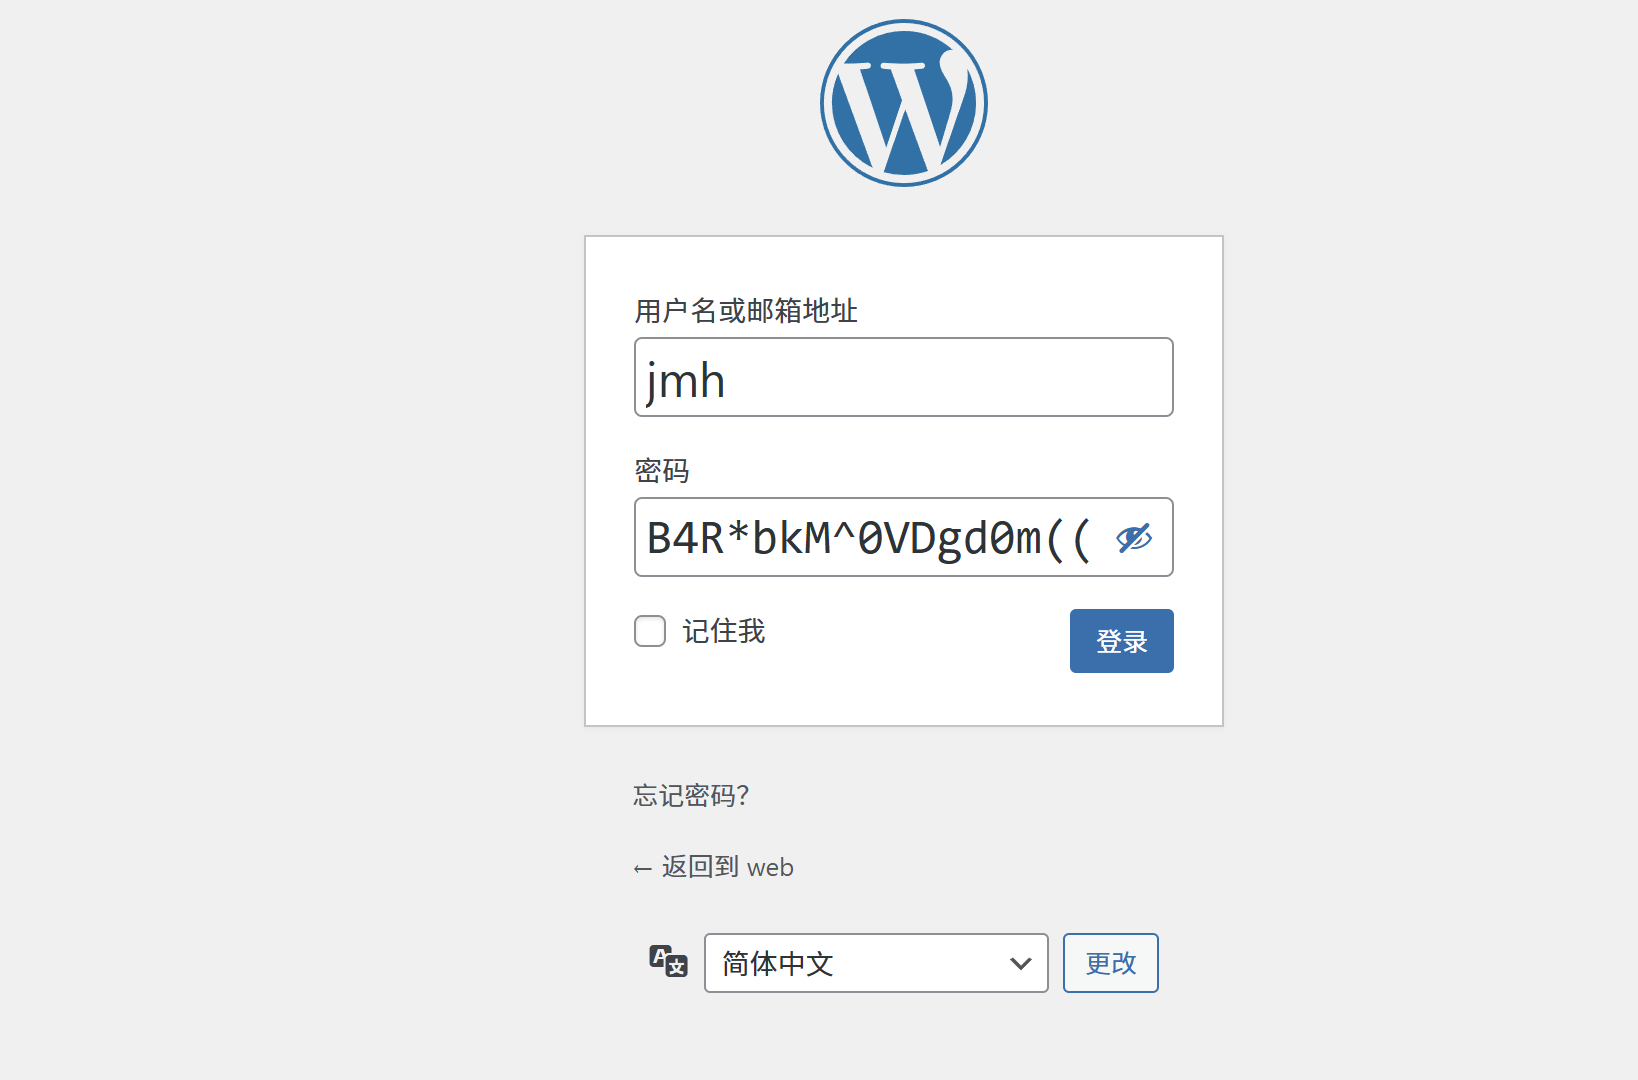 用户名或邮箱地址
jmh
密码
B4R*bkM^0VDgd0m((
记住我
登录
忘记密码？
← 返回到 web
简体中文
更改